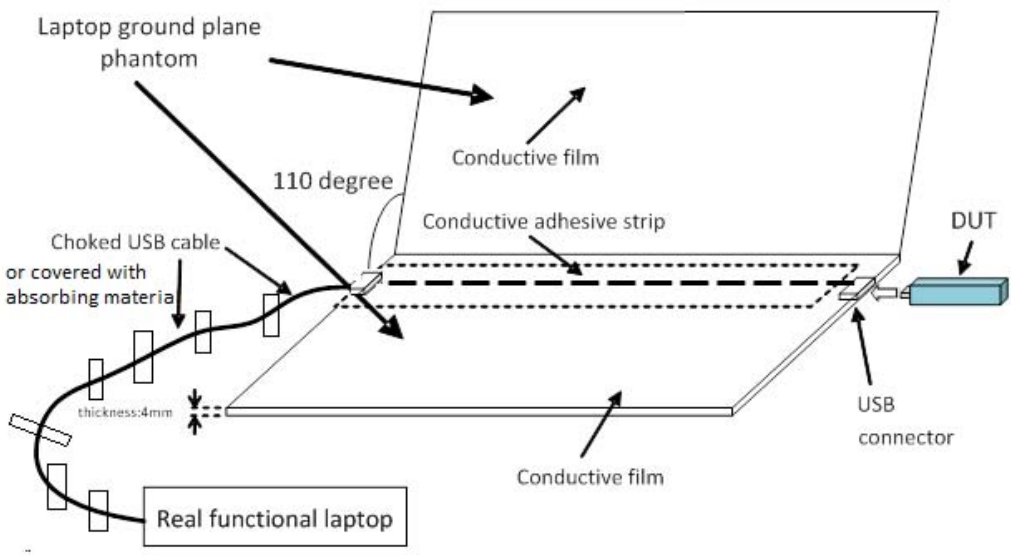 Laptop ground plane
phantom
Conductive film
110 degree
Conductive adhesive strip
DUT
Choked USB cable
or covered with
absorbing materia
thickness:4mm
USB
connector
Conductive film
Real functional laptop